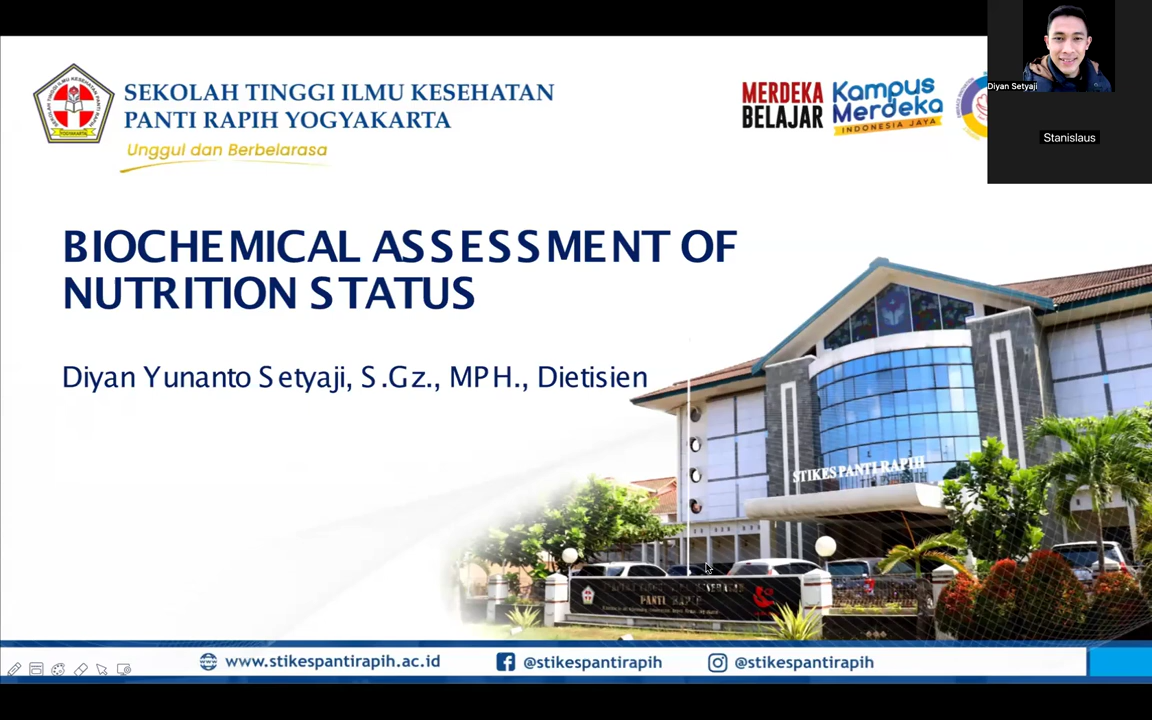 SEKOLAH TINGGI ILMU KESEHATAN
PANTI RAPIH YOGYAKARTA
Unggul dan Berbelarasa
MERDEKA
BELAJAR
Kampus
Merdeka
INDONESIA JAYA
Diyan Setyaji
Stanislaus
BIOCHEMICAL ASSESSMENT OF
NUTRITION STATUS
Diyan Yunanto Setyaji, S.Gz., MPH., Dietisien
STIKES PANTI RAPIH
PANTI RAPIH
www.stikespantirapih.ac.id
@stikespantirapih
@stikespantirapih